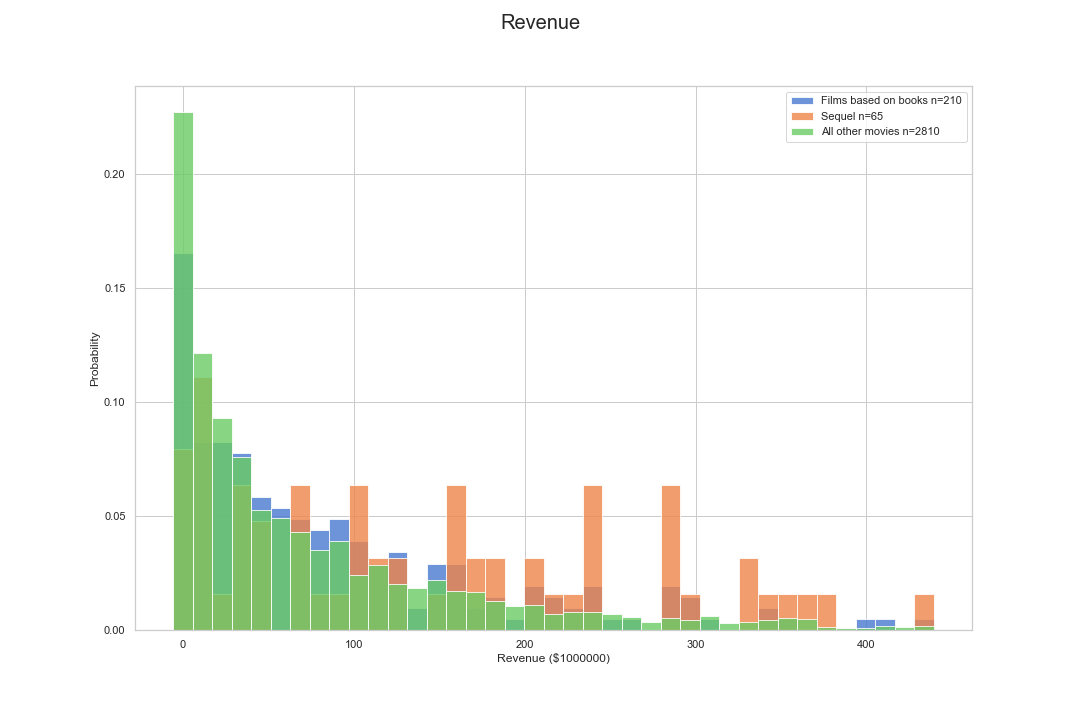 Revenue
Films based on books n=210
Sequel n=65
All other movies n=2810
0.20
0.15
0.10
0.05
0.00
Probability
0 100 200 300 400
Revenue ($1000000)